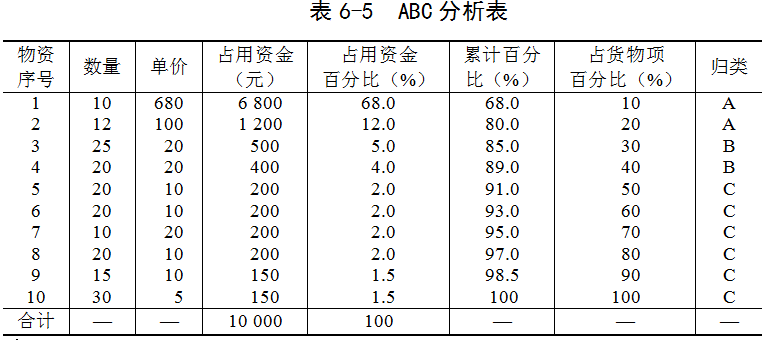 表 6-5 ABC 分析表
物资序号 数量 单价 占用资金（元） 占用资金百分比（%） 累计百分比（%） 占货物项百分比（%） 归类
1 10 680 6 800 68.0 68.0 10 A
2 12 100 1 200 12.0 80.0 20 A
3 25 20 500 5.0 85.0 30 B
4 20 20 400 4.0 89.0 40 B
5 20 10 200 2.0 91.0 50 C
6 20 10 200 2.0 93.0 60 C
7 10 20 200 2.0 95.0 70 C
8 20 10 200 2.0 97.0 80 C
9 15 10 150 1.5 98.5 90 C
10 30 5 150 1.5 100 100 C
合计 — — 10 000 100 — — —